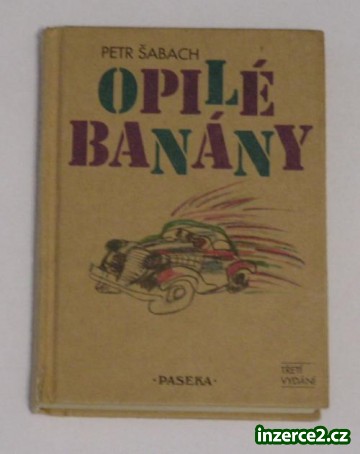 PETR ŠABACH
OPILÉ
BANÁNY
·PASEKA·
TŘETÍ
VYDÁNÍ
inzerce2.cz